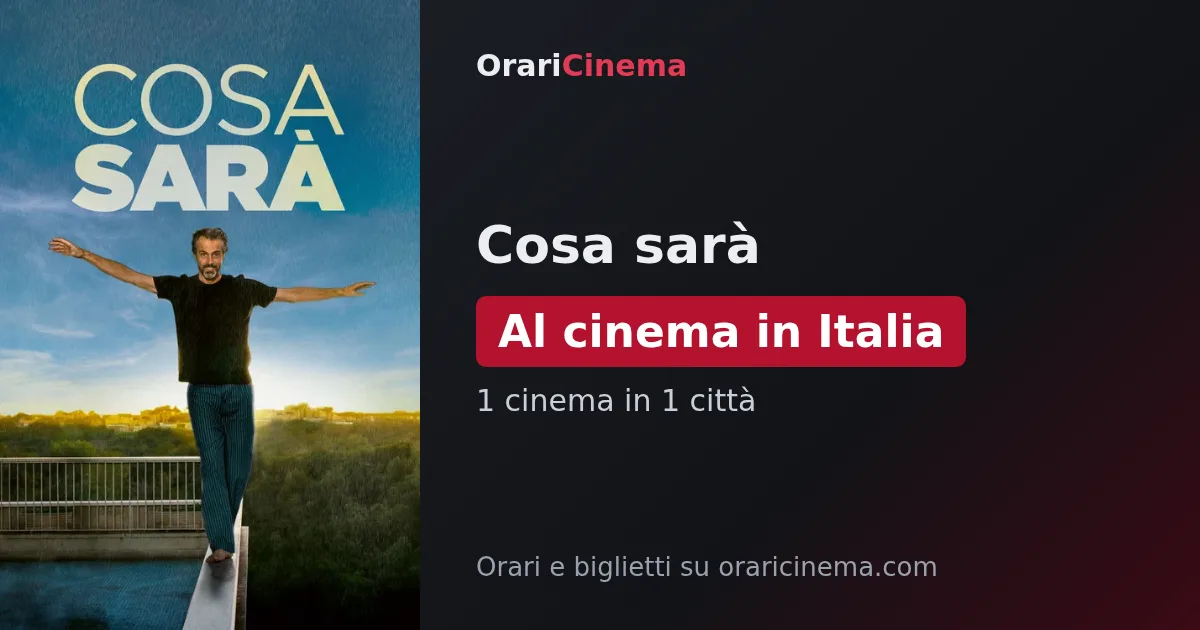 COSA
SARÀ
OrariCinema
Cosa sarà
Al cinema in Italia
1 cinema in 1 città
Orari e biglietti su oraricinema.com